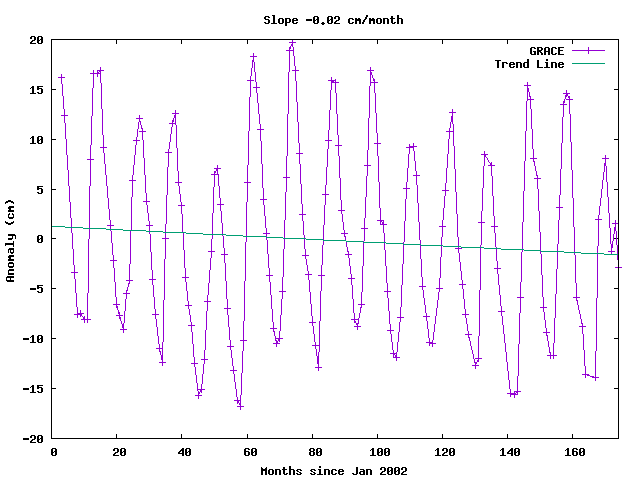 Slope -0.02 cm/month
GRACE
Trend Line
20
15
10
5
0
-5
-10
-15
-20
Anomaly (cm)
0 20 40 60 80 100 120 140 160
Months since Jan 2002